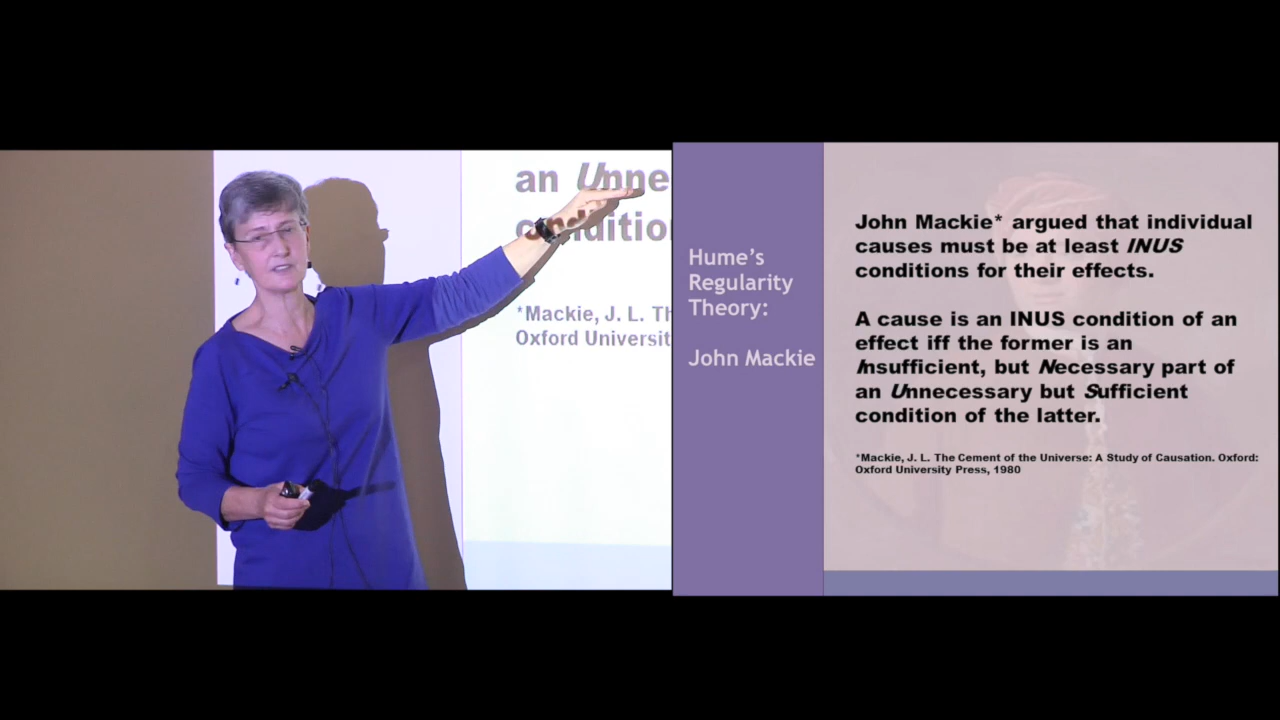 an Unne
conditio
*Mackie, J. L. Th
Oxford Universit
Hume's
Regularity
Theory:
John Mackie
John Mackie* argued that individual
causes must be at least INUS
conditions for their effects.
A cause is an INUS condition of an
effect iff the former is an
Insufficient, but Necessary part of
an Unnecessary but Sufficient
condition of the latter.
*Mackie, J. L. The Cement of the Universe: A Study of Causation. Oxford:
Oxford University Press, 1980